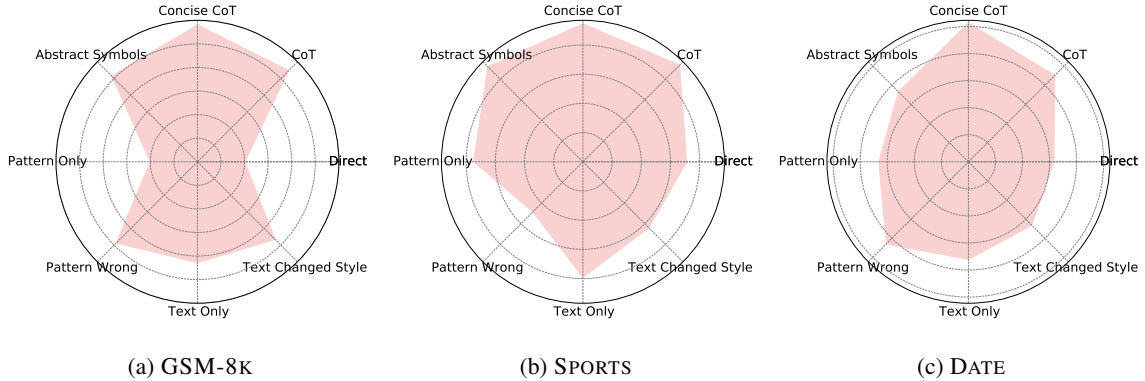 Concise CoT
Abstract Symbols
CoT
Pattern Only
Direct
Pattern Wrong
Text Changed Style
Text Only
(a) GSM-8K
Concise CoT
Abstract Symbols
CoT
Pattern Only
Direct
Pattern Wrong
Text Changed Style
Text Only
(b) SPORTS
Concise CoT
Abstract Symbols
CoT
Pattern Only
Direct
Pattern Wrong
Text Changed Style
Text Only
(c) DATE